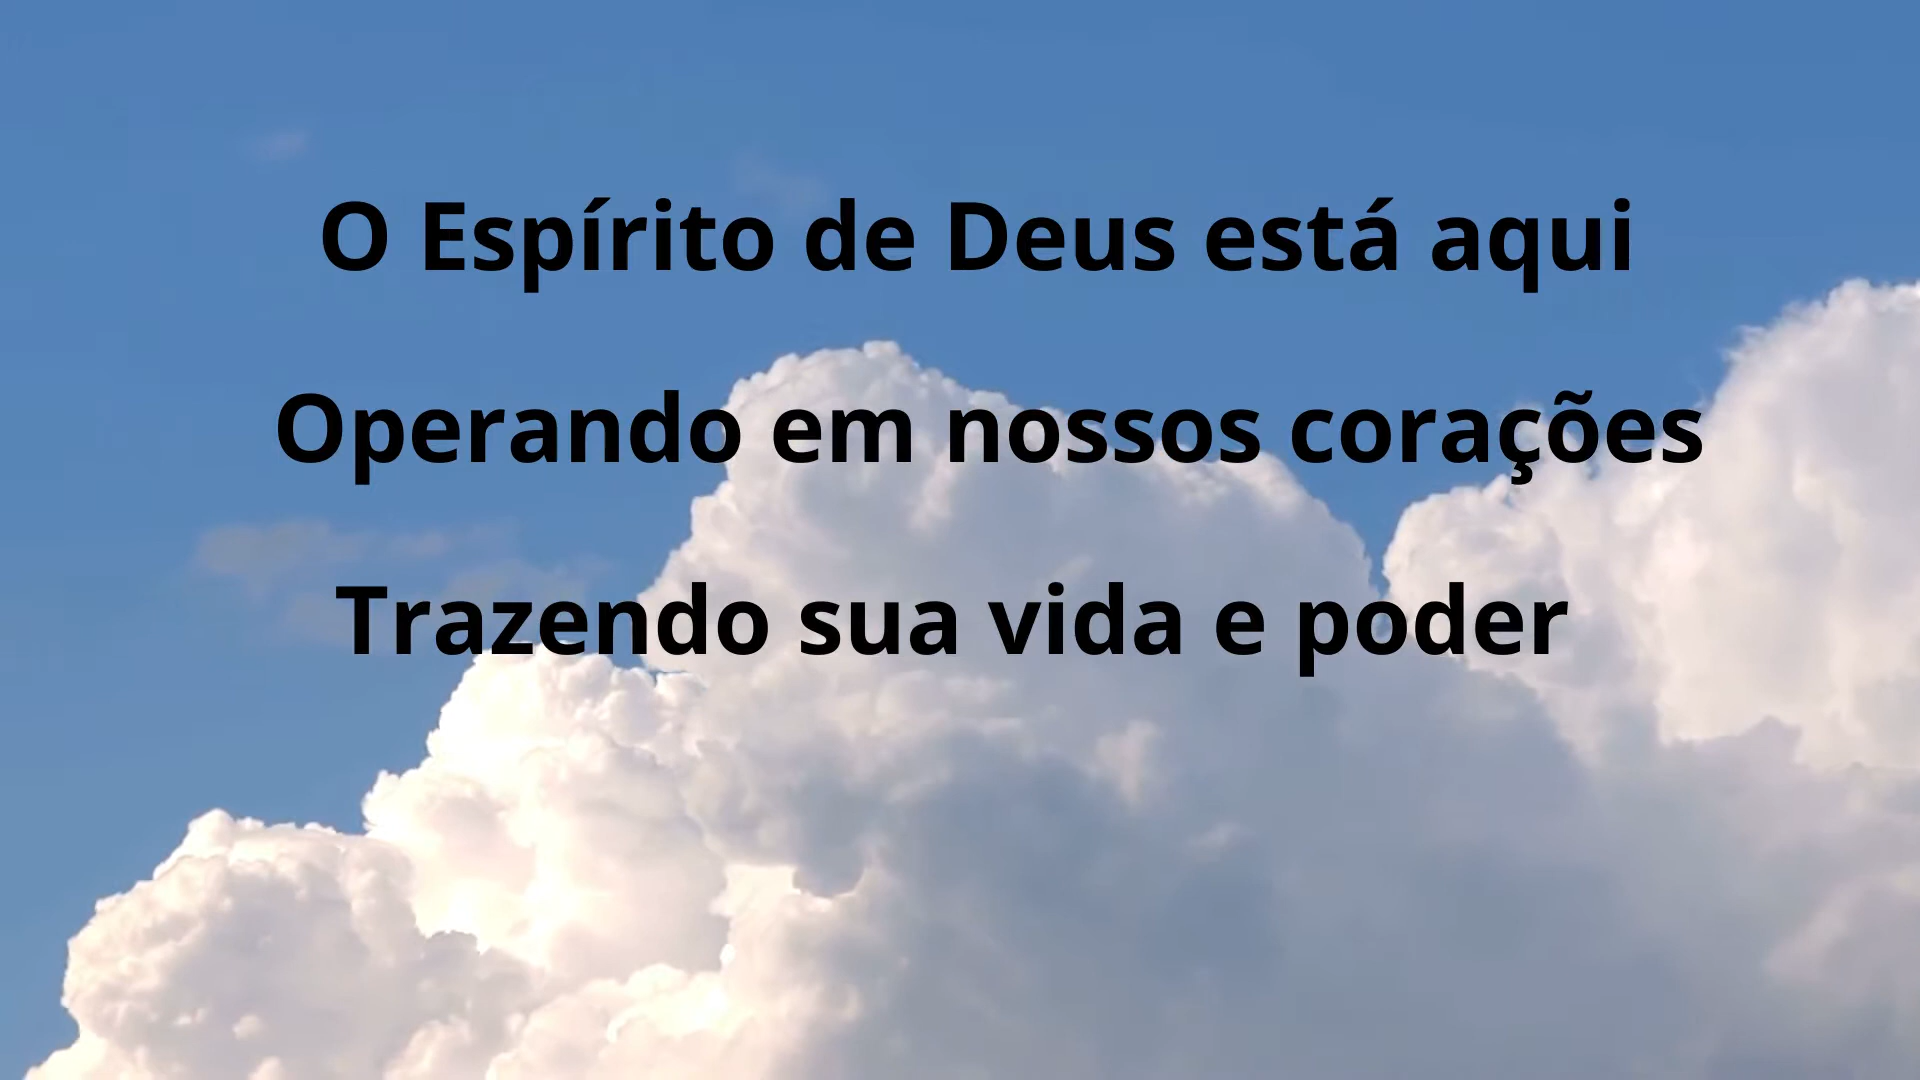 O Espírito de Deus está aqui
Operando em nossos corações
Trazendo sua vida e poder